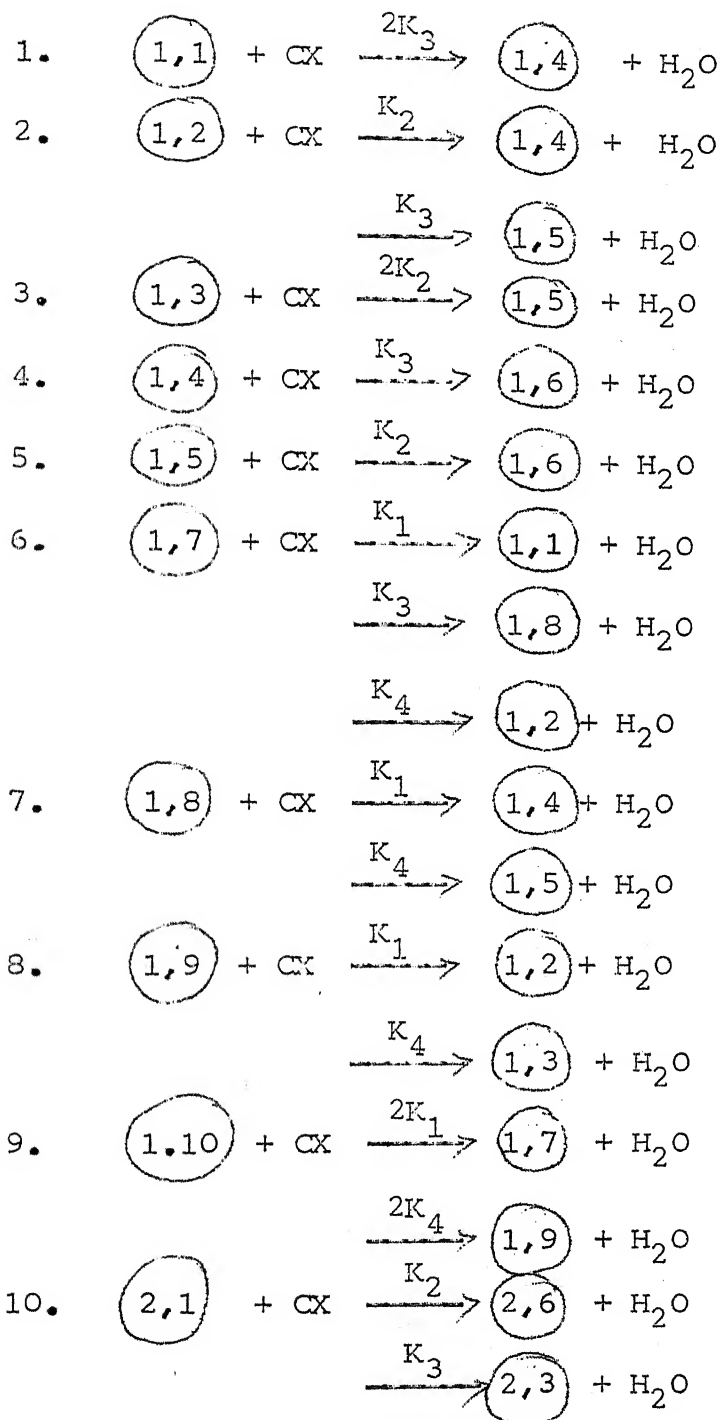 1. 1,1 + CX 2K₃ → 1,4 + H₂O
2. 1,2 + CX K₂ → 1,4 + H₂O
K₃ → 1,5 + H₂O
3. 1,3 + CX 2K₂ → 1,5 + H₂O
4. 1,4 + CX K₃ → 1,6 + H₂O
5. 1,5 + CX K₂ → 1,6 + H₂O
6. 1,7 + CX K₁ → 1,1 + H₂O
K₃ → 1,8 + H₂O
K₄ → 1,2 + H₂O
7. 1,8 + CX K₁ → 1,4 + H₂O
K₄ → 1,5 + H₂O
8. 1,9 + CX K₁ → 1,2 + H₂O
K₄ → 1,3 + H₂O
9. 1.10 + CX 2K₁ → 1,7 + H₂O
2K₄ → 1,9 + H₂O
10. 2,1 + CX K₂ → 2,6 + H₂O
K₃ → 2,3 + H₂O